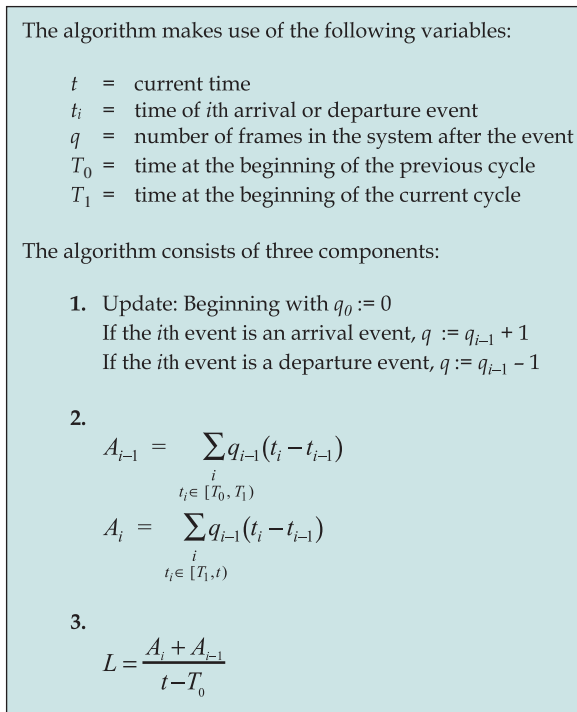 The algorithm makes use of the following variables:
t = current time
tᵢ = time of ith arrival or departure event
q = number of frames in the system after the event
T₀ = time at the beginning of the previous cycle
T₁ = time at the beginning of the current cycle
The algorithm consists of three components:
1. Update: Beginning with q₀ := 0
If the ith event is an arrival event, q := qᵢ₋₁ + 1
If the ith event is a departure event, q := qᵢ₋₁ – 1
2.
Aᵢ₋₁ = ∑ qᵢ₋₁(tᵢ – tᵢ₋₁)
i
tᵢ ∈ [T₀, T₁)
Aᵢ = ∑ qᵢ₋₁(tᵢ – tᵢ₋₁)
i
tᵢ ∈ [T₁, t)
3.
L = (Aᵢ + Aᵢ₋₁) / (t – T₀)